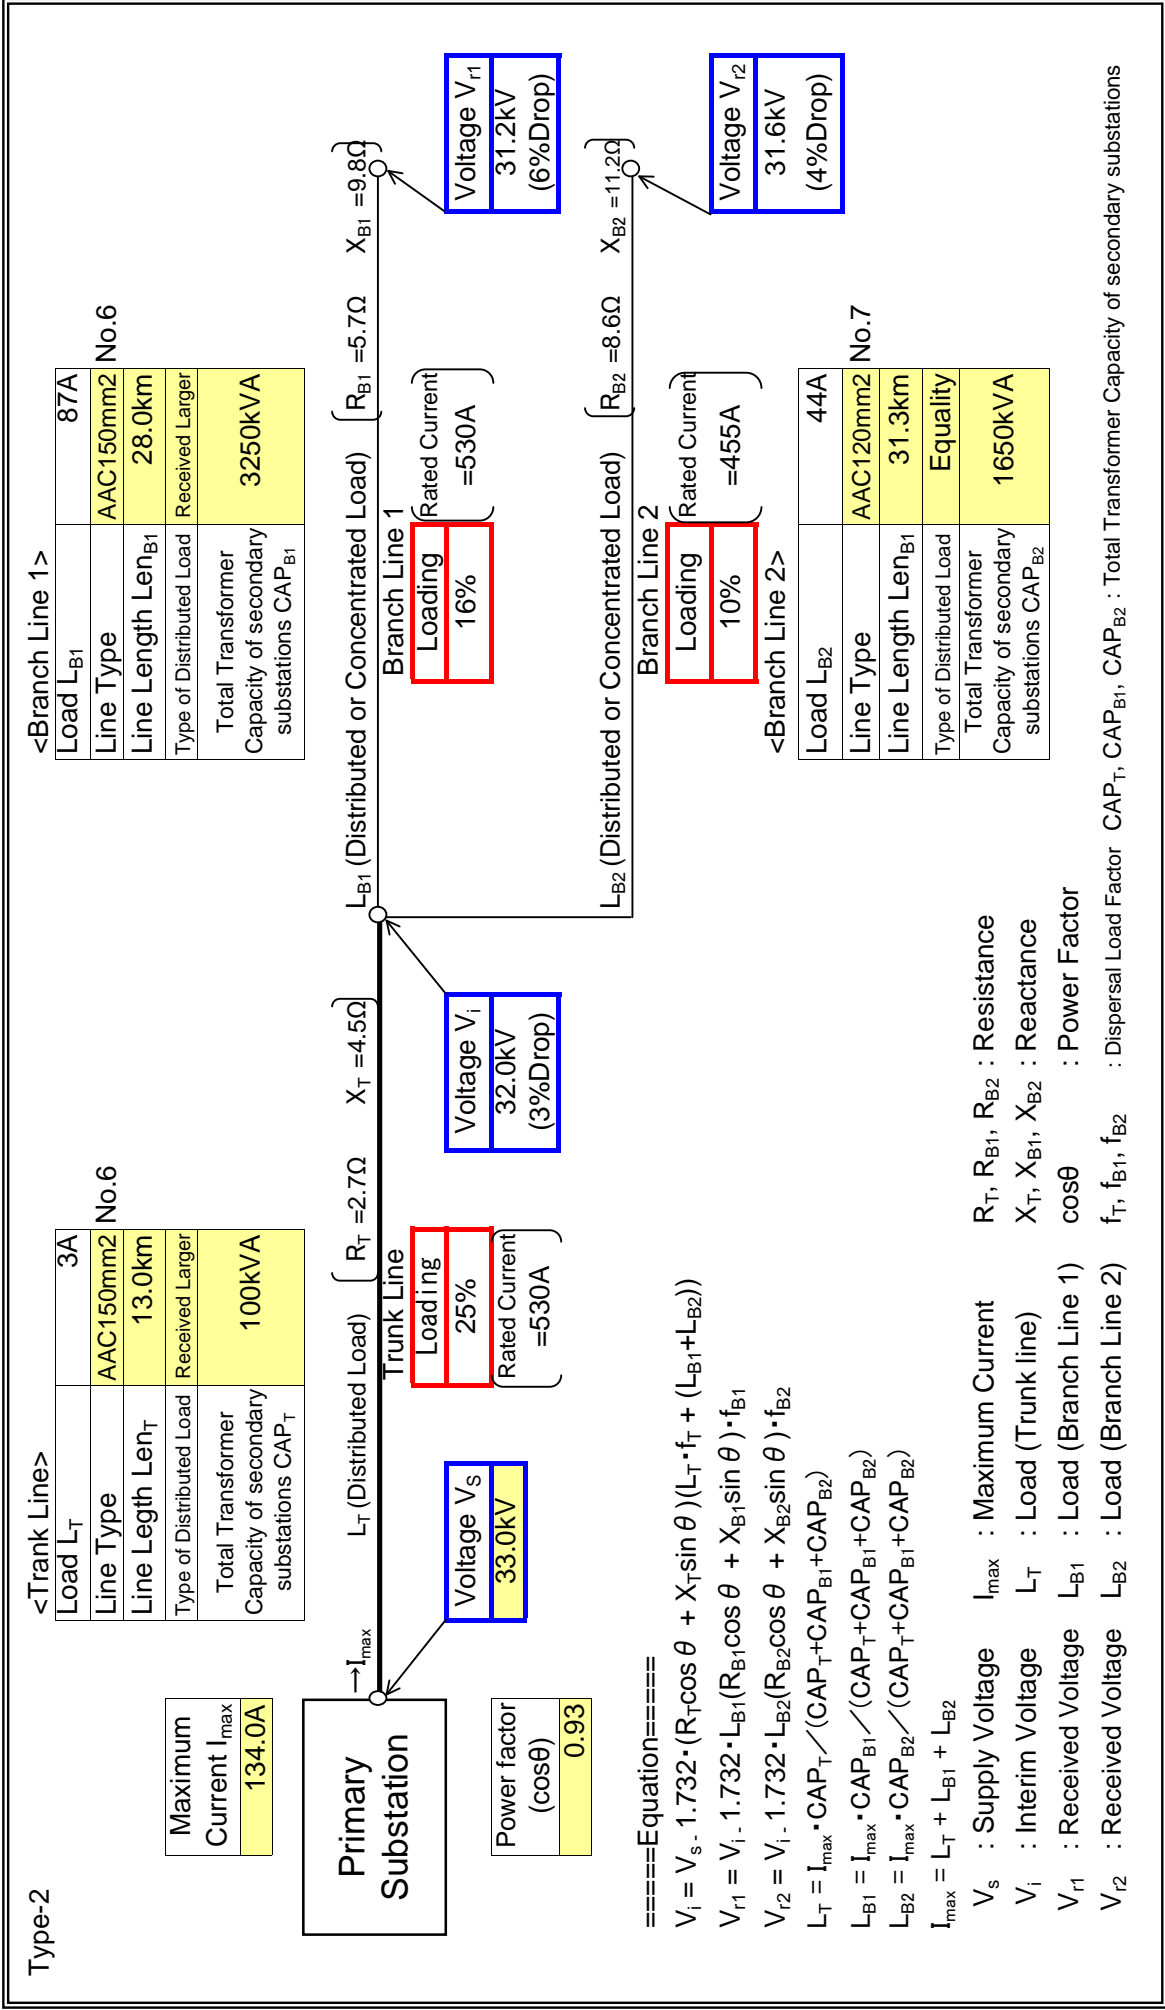 Type-2
Maximum
Current Imax
134.0A
<Trank Line>
Load LT 3A
Line Type AAC150mm2 No.6
Line Legth LenT 13.0km
Type of Distributed Load Received Larger
Total Transformer
Capacity of secondary
substations CAPT
100kVA
<Branch Line 1>
Load LB1 87A
Line Type AAC150mm2 No.6
Line Length LenB1 28.0km
Type of Distributed Load Received Larger
Total Transformer
Capacity of secondary
substations CAPB1
3250kVA
Primary
Substation
→Imax
LT (Distributed Load)
RT =2.7Ω XT =4.5Ω
LB1 (Distributed or Concentrated Load)
RB1 =5.7Ω XB1 =9.8Ω
Trunk Line
Loading
25%
Rated Current
=530A
Branch Line 1
Loading
16%
Rated Current
=530A
Voltage VS
33.0kV
Voltage Vi
32.0kV
(3%Drop)
Voltage Vr1
31.2kV
(6%Drop)
Power factor
(cosθ)
0.93
LB2 (Distributed or Concentrated Load)
RB2 =8.6Ω XB2 =11.2Ω
Branch Line 2
Loading
10%
Rated Current
=455A
Voltage Vr2
31.6kV
(4%Drop)
<Branch Line 2>
Load LB2 44A
Line Type AAC120mm2 No.7
Line Length LenB1 31.3km
Type of Distributed Load Equality
Total Transformer
Capacity of secondary
substations CAPB2
1650kVA
=====Equation=====
Vi = Vs - 1.732・(RTcosθ + XTsinθ)(LT・fT + (LB1+LB2))
Vr1 = Vi - 1.732・LB1(RB1cosθ + XB1sinθ)・fB1
Vr2 = Vi - 1.732・LB2(RB2cosθ + XB2sinθ)・fB2
LT = Imax・CAPT／(CAPT+CAPB1+CAPB2)
LB1 = Imax・CAPB1／(CAPT+CAPB1+CAPB2)
LB2 = Imax・CAPB2／(CAPT+CAPB1+CAPB2)
Imax = LT + LB1 + LB2
Vs : Supply Voltage Imax : Maximum Current RT, RB1, RB2 : Resistance
Vi : Interim Voltage LT : Load (Trunk line) XT, XB1, XB2 : Reactance
Vr1 : Received Voltage LB1 : Load (Branch Line 1) cosθ : Power Factor
Vr2 : Received Voltage LB2 : Load (Branch Line 2) fT, fB1, fB2 : Dispersal Load Factor CAPT, CAPB1, CAPB2 : Total Transformer Capacity of secondary substations